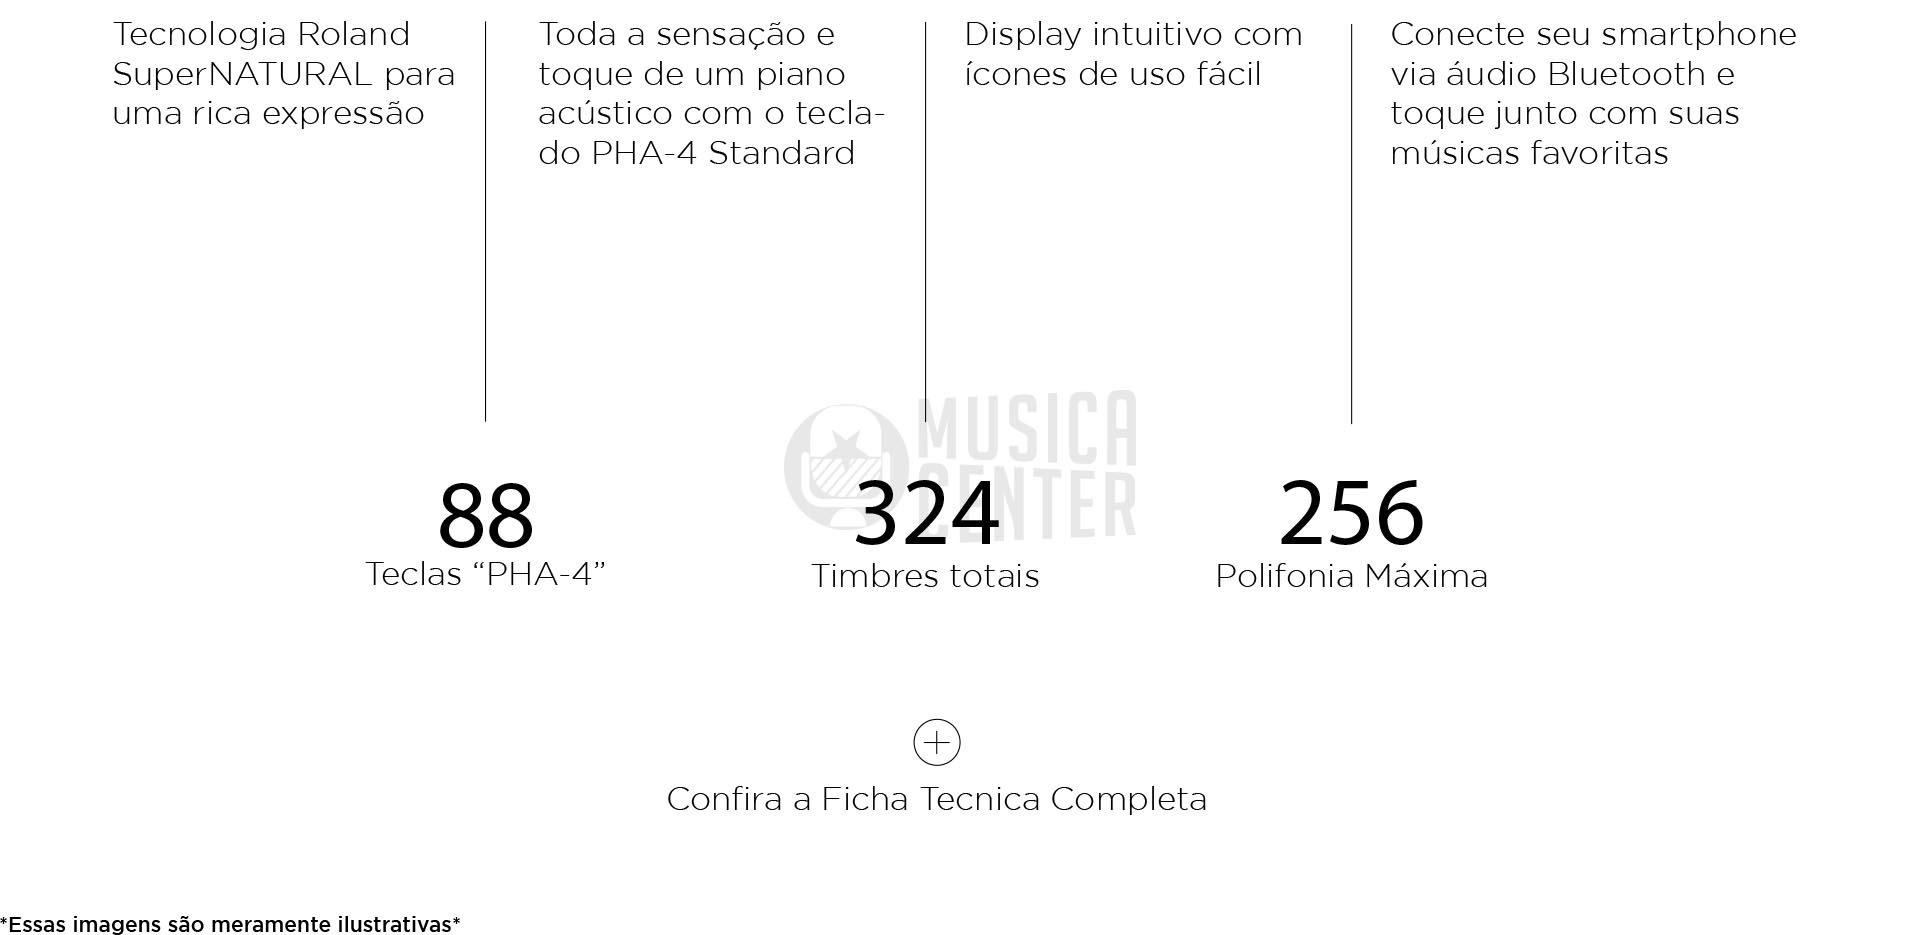 Tecnologia Roland
SuperNATURAL para
uma rica expressão
Toda a sensação e
toque de um piano
acústico com o tecla-
do PHA-4 Standard
Display intuitivo com
ícones de uso fácil
Conecte seu smartphone
via áudio Bluetooth e
toque junto com suas
músicas favoritas
MUSICA
CENTER
88
Teclas “PHA-4”
324
Timbres totais
256
Polifonia Máxima
Confira a Ficha Tecnica Completa
*Essas imagens são meramente ilustrativas*